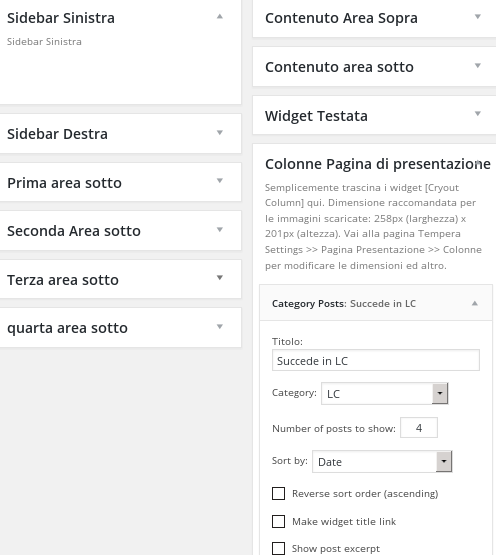 Sidebar Sinistra
Sidebar Sinistra
Sidebar Destra
Prima area sotto
Seconda Area sotto
Terza area sotto
quarta area sotto
Contenuto Area Sopra
Contenuto area sotto
Widget Testata
Colonne Pagina di presentazione
Semplicemente trascina i widget [Cryout
Column] qui. Dimensione raccomandata per
le immagini scaricate: 258px (larghezza) x
201px (altezza). Vai alla pagina Tempera
Settings >> Pagina Presentazione >> Colonne
per modificare le dimensioni ed altro.
Category Posts: Succede in LC
Titolo:
Succede in LC
Category: LC
Number of posts to show: 4
Sort by: Date
Reverse sort order (ascending)
Make widget title link
Show post excerpt